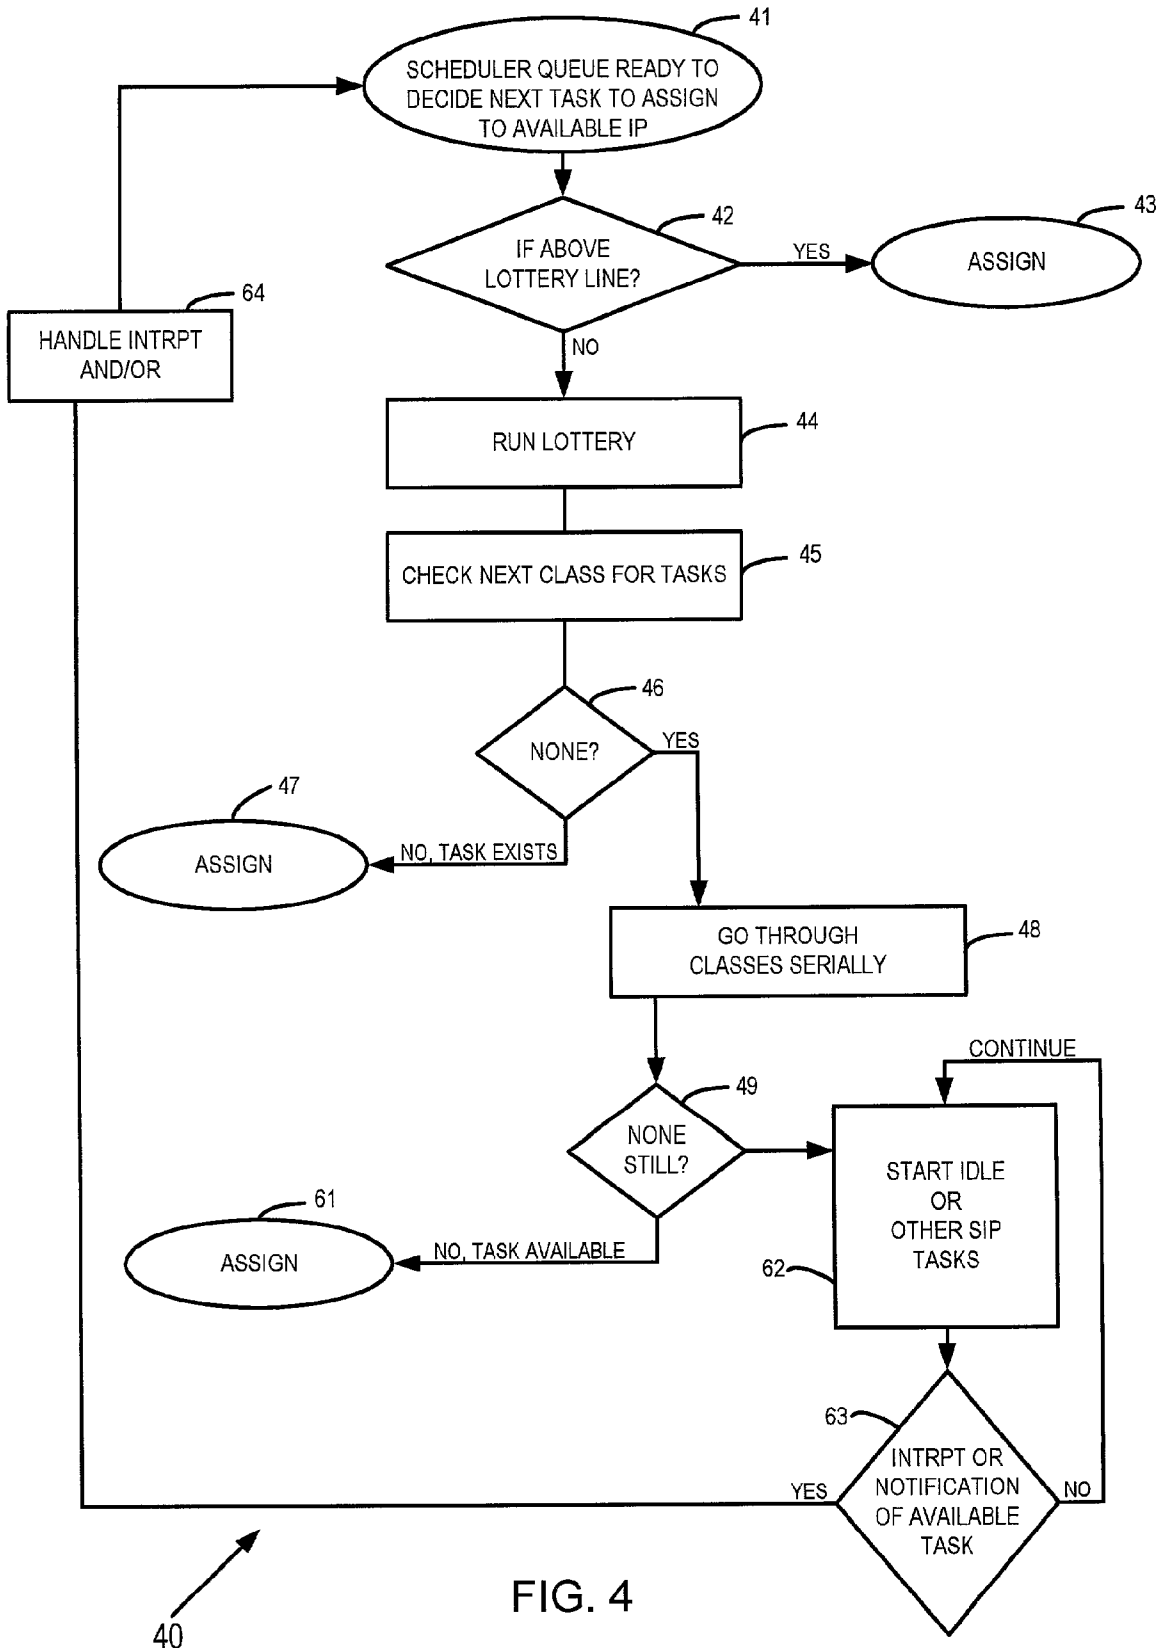 41
SCHEDULER QUEUE READY TO
DECIDE NEXT TASK TO ASSIGN
TO AVAILABLE IP
42
IF ABOVE
LOTTERY LINE?
YES
43
ASSIGN
64
HANDLE INTRPT
AND/OR
NO
RUN LOTTERY
44
CHECK NEXT CLASS FOR TASKS
45
46
NONE?
YES
47
ASSIGN
NO, TASK EXISTS
GO THROUGH
CLASSES SERIALLY
48
CONTINUE
49
NONE
STILL?
START IDLE
OR
OTHER SIP
TASKS
61
ASSIGN
NO, TASK AVAILABLE
62
63
INTRPT OR
NOTIFICATION
OF AVAILABLE
TASK
YES
NO
40
FIG. 4